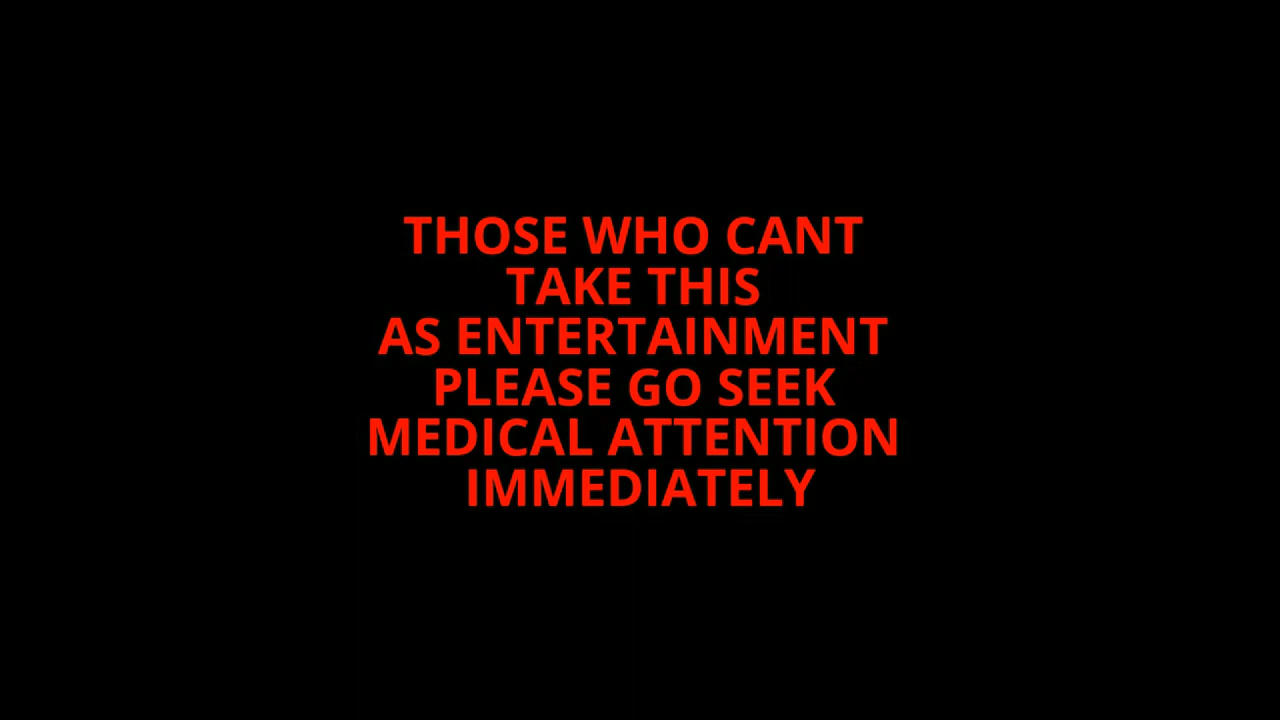 THOSE WHO CANT
TAKE THIS
AS ENTERTAINMENT
PLEASE GO SEEK
MEDICAL ATTENTION
IMMEDIATELY